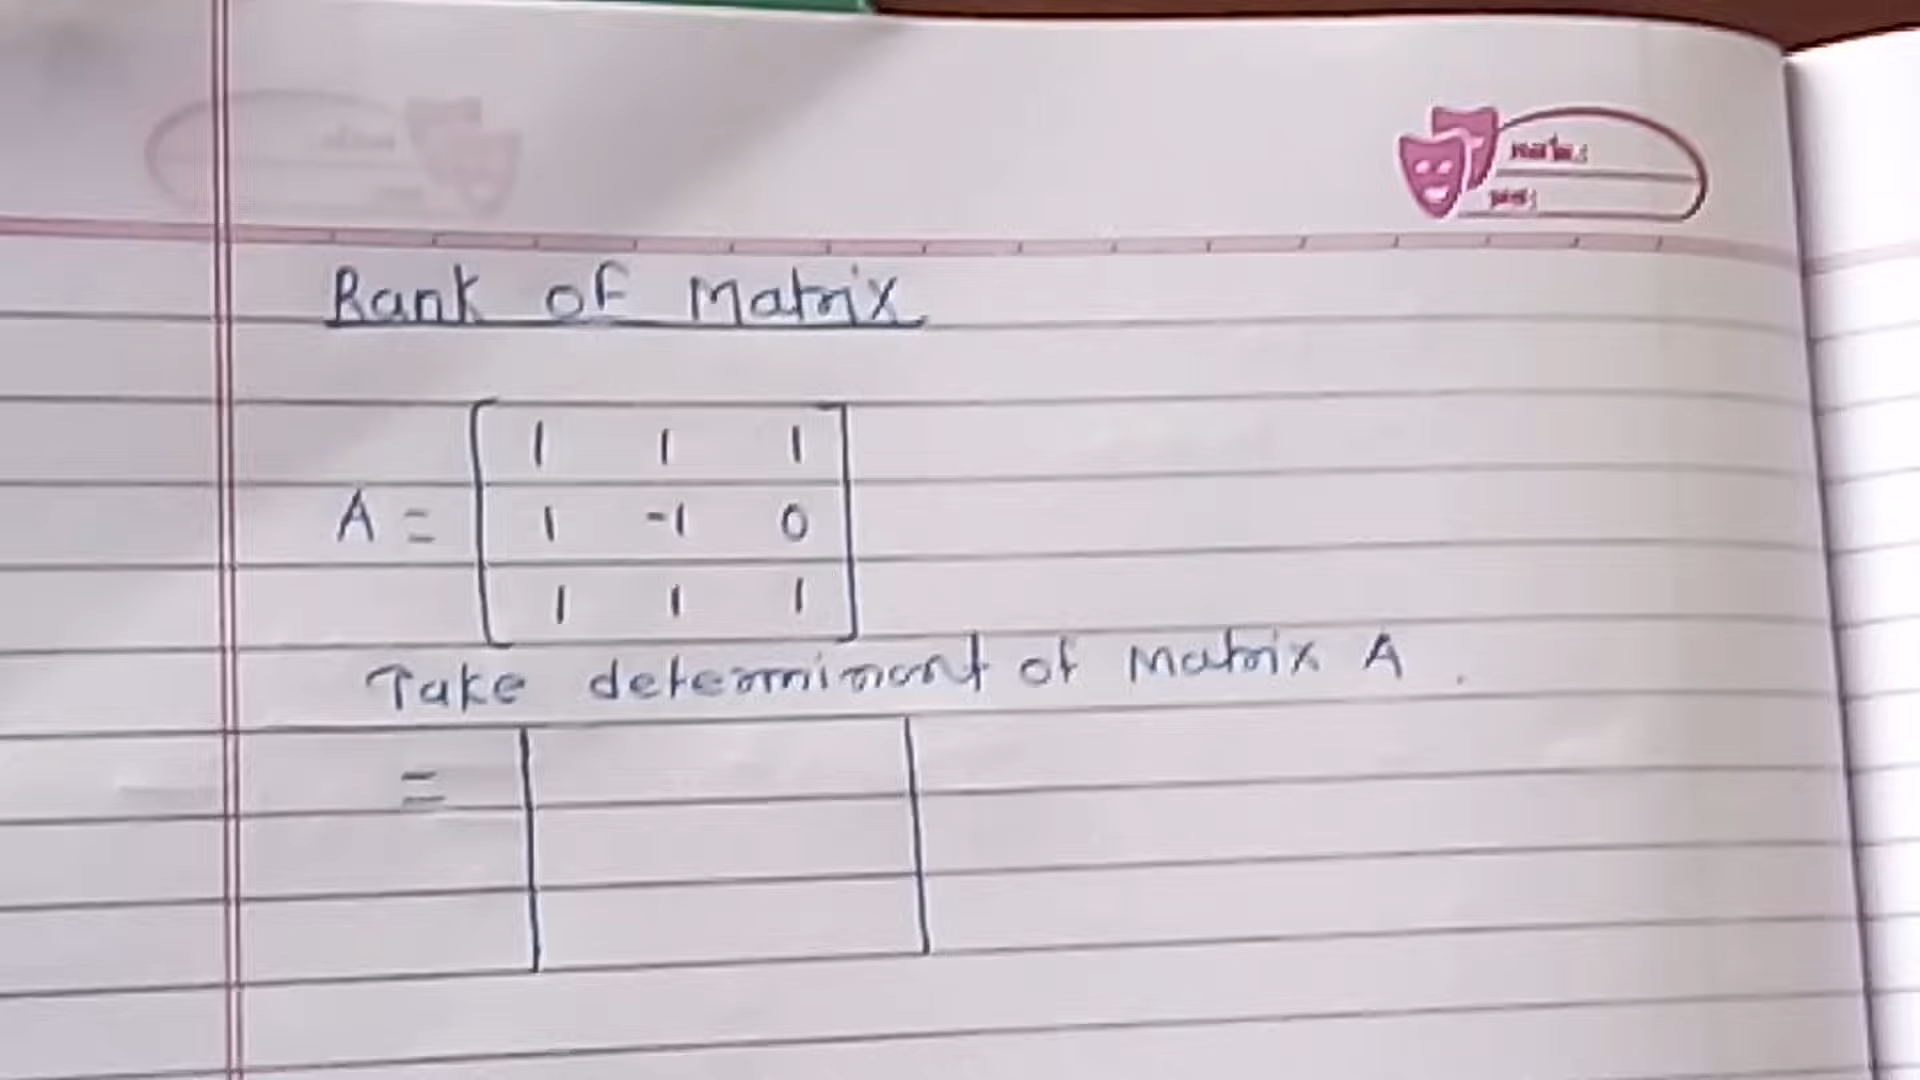 Rank of Matrix
A = [ 1 1 1
1 -1 0
1 1 1 ]
Take determinant of Matrix A.
=